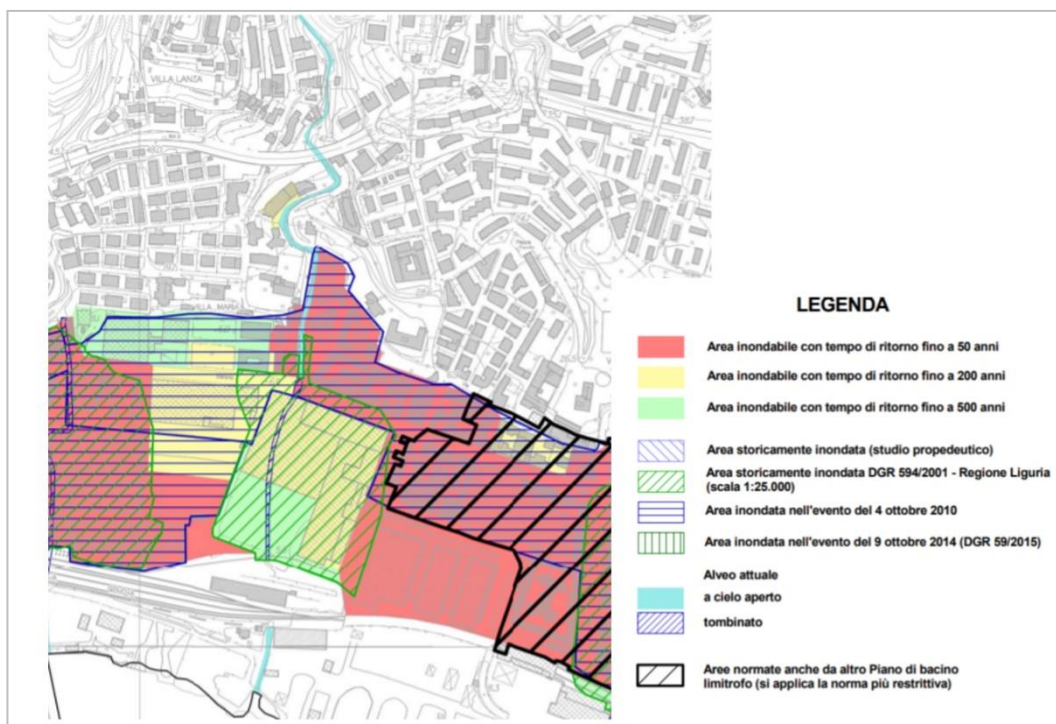 VILLA LANZA
VILLA MARIA
LEGENDA
Area inondabile con tempo di ritorno fino a 50 anni
Area inondabile con tempo di ritorno fino a 200 anni
Area inondabile con tempo di ritorno fino a 500 anni
Area storicamente inondata (studio propedeutico)
Area storicamente inondata DGR 594/2001 - Regione Liguria
(scala 1:25.000)
Area inondata nell'evento del 4 ottobre 2010
Area inondata nell'evento del 9 ottobre 2014 (DGR 59/2015)
Alveo attuale
a cielo aperto
tombinato
Aree normate anche da altro Piano di bacino
limitrofo (si applica la norma più restrittiva)